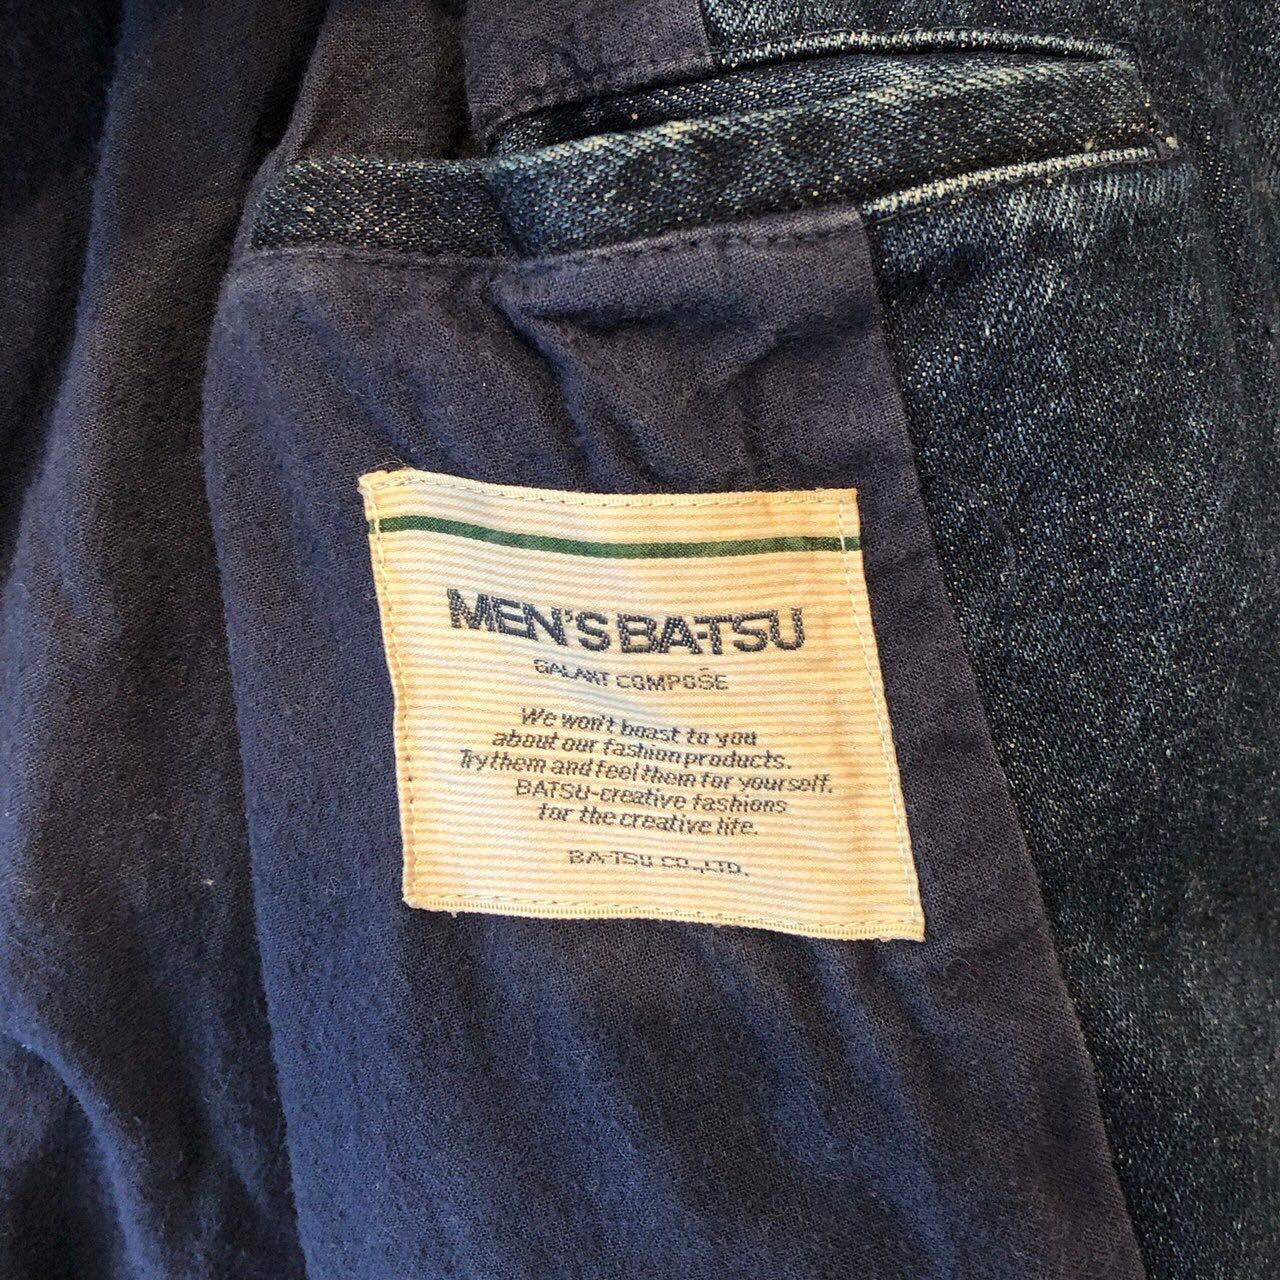 MEN'S BA-TSU
GALANT COMPOSE
We won't boast to you
about our fashion products.
Try them and feel them for yourself.
BATSU-creative fashions
for the creative life.
BA-TSU CO.,LTD.